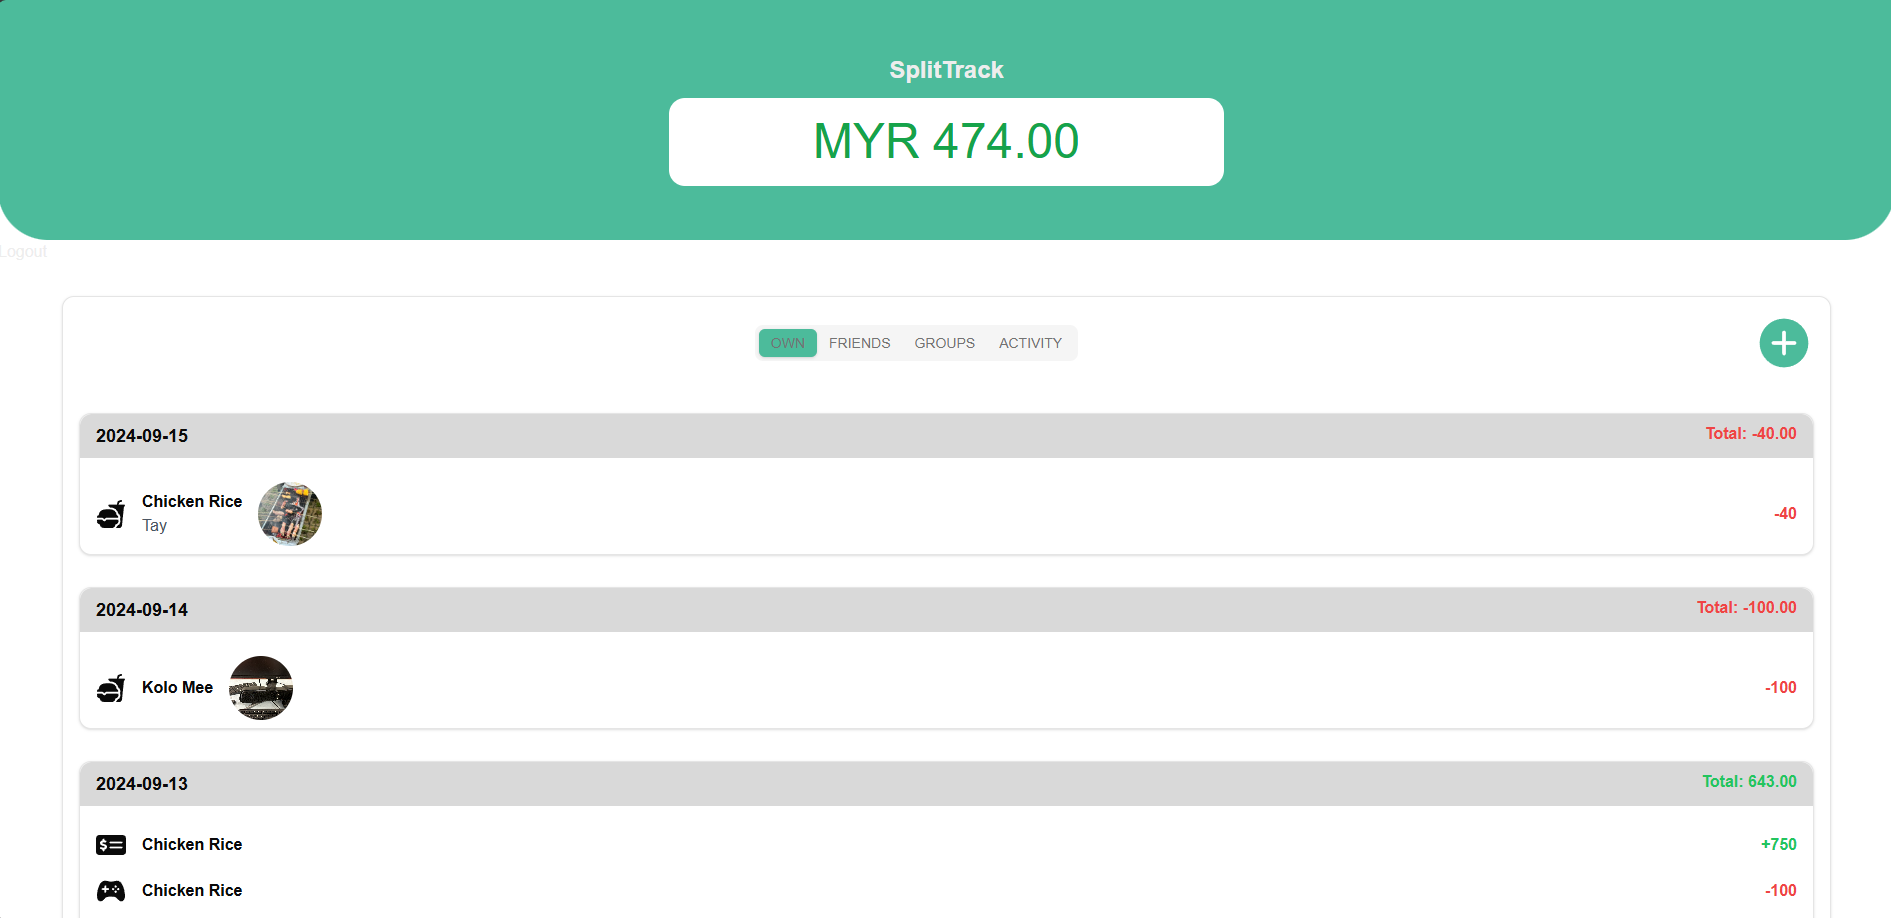 SplitTrack
MYR 474.00
Logout
OWN FRIENDS GROUPS ACTIVITY
2024-09-15 Total: -40.00
Chicken Rice
Tay
-40
2024-09-14 Total: -100.00
Kolo Mee -100
2024-09-13 Total: 643.00
Chicken Rice +750
Chicken Rice -100